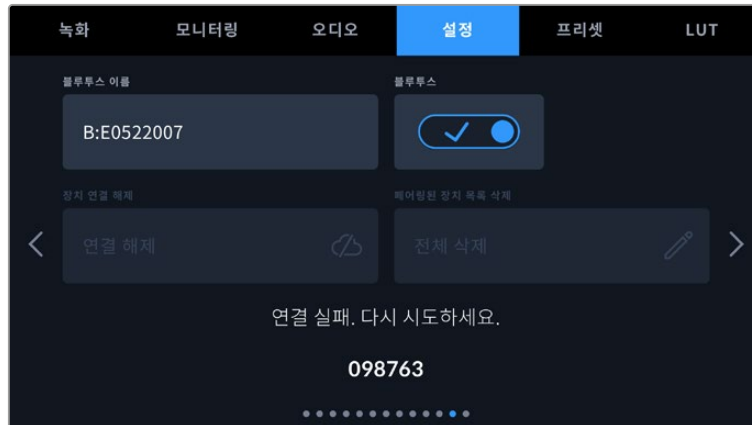 녹화 모니터링 오디오 설정 프리셋 LUT
블루투스 이름 블루투스
B:E0522007
장치 연결 해제 페어링된 장치 목록 삭제
연결 해제 전체 삭제
연결 실패. 다시 시도하세요.
098763